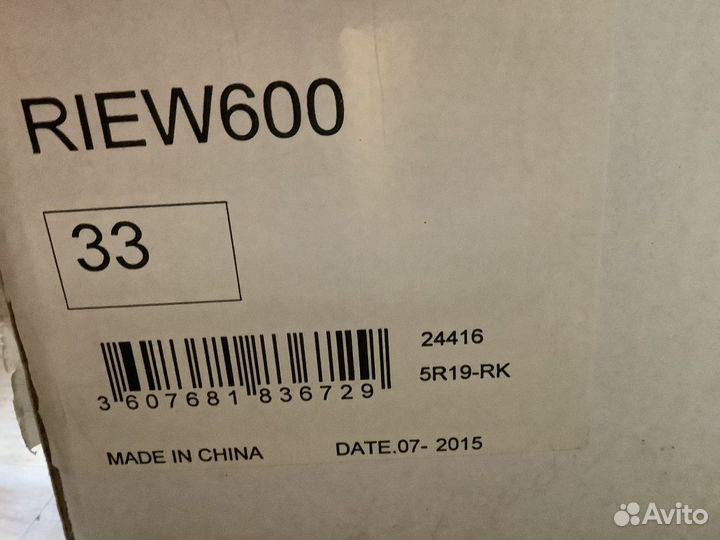 RIEW600
33
24416
3 607681 836729
5R19-RK
MADE IN CHINA
DATE.07- 2015
Avito